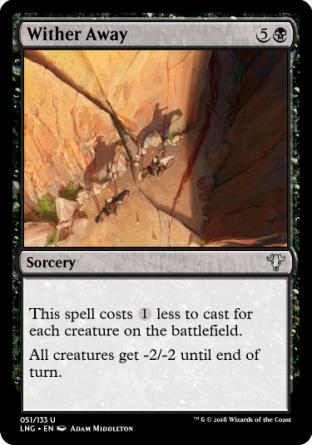 Wither Away 5
Sorcery
This spell costs 1 less to cast for
each creature on the battlefield.
All creatures get -2/-2 until end of
turn.
051/133 U
LNG • EN Adam Middleton
™ & © 2018 Wizards of the Coast